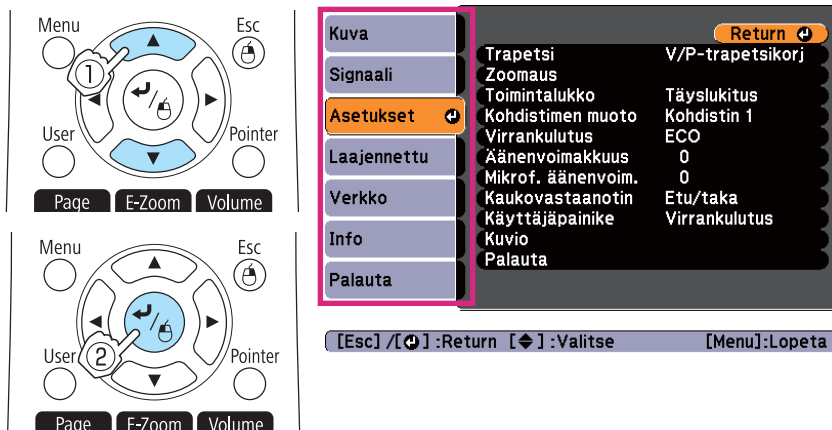 Menu
Esc
1
User
Pointer
Page
E-Zoom
Volume
Menu
Esc
User
2
Pointer
Page
E-Zoom
Volume
Kuva
Signaali
Asetukset
Laajennettu
Verkko
Info
Palauta
Return
Trapetsi V/P-trapetsikorj
Zoomaus
Toimintalukko Täyslukitus
Kohdistimen muoto Kohdistin 1
Virrankulutus ECO
Äänenvoimakkuus 0
Mikrof. äänenvoim. 0
Kaukovastaanotin Etu/taka
Käyttäjäpainike Virrankulutus
Kuvio
Palauta
[Esc] /[⏎] :Return [◆] :Valitse [Menu]:Lopeta